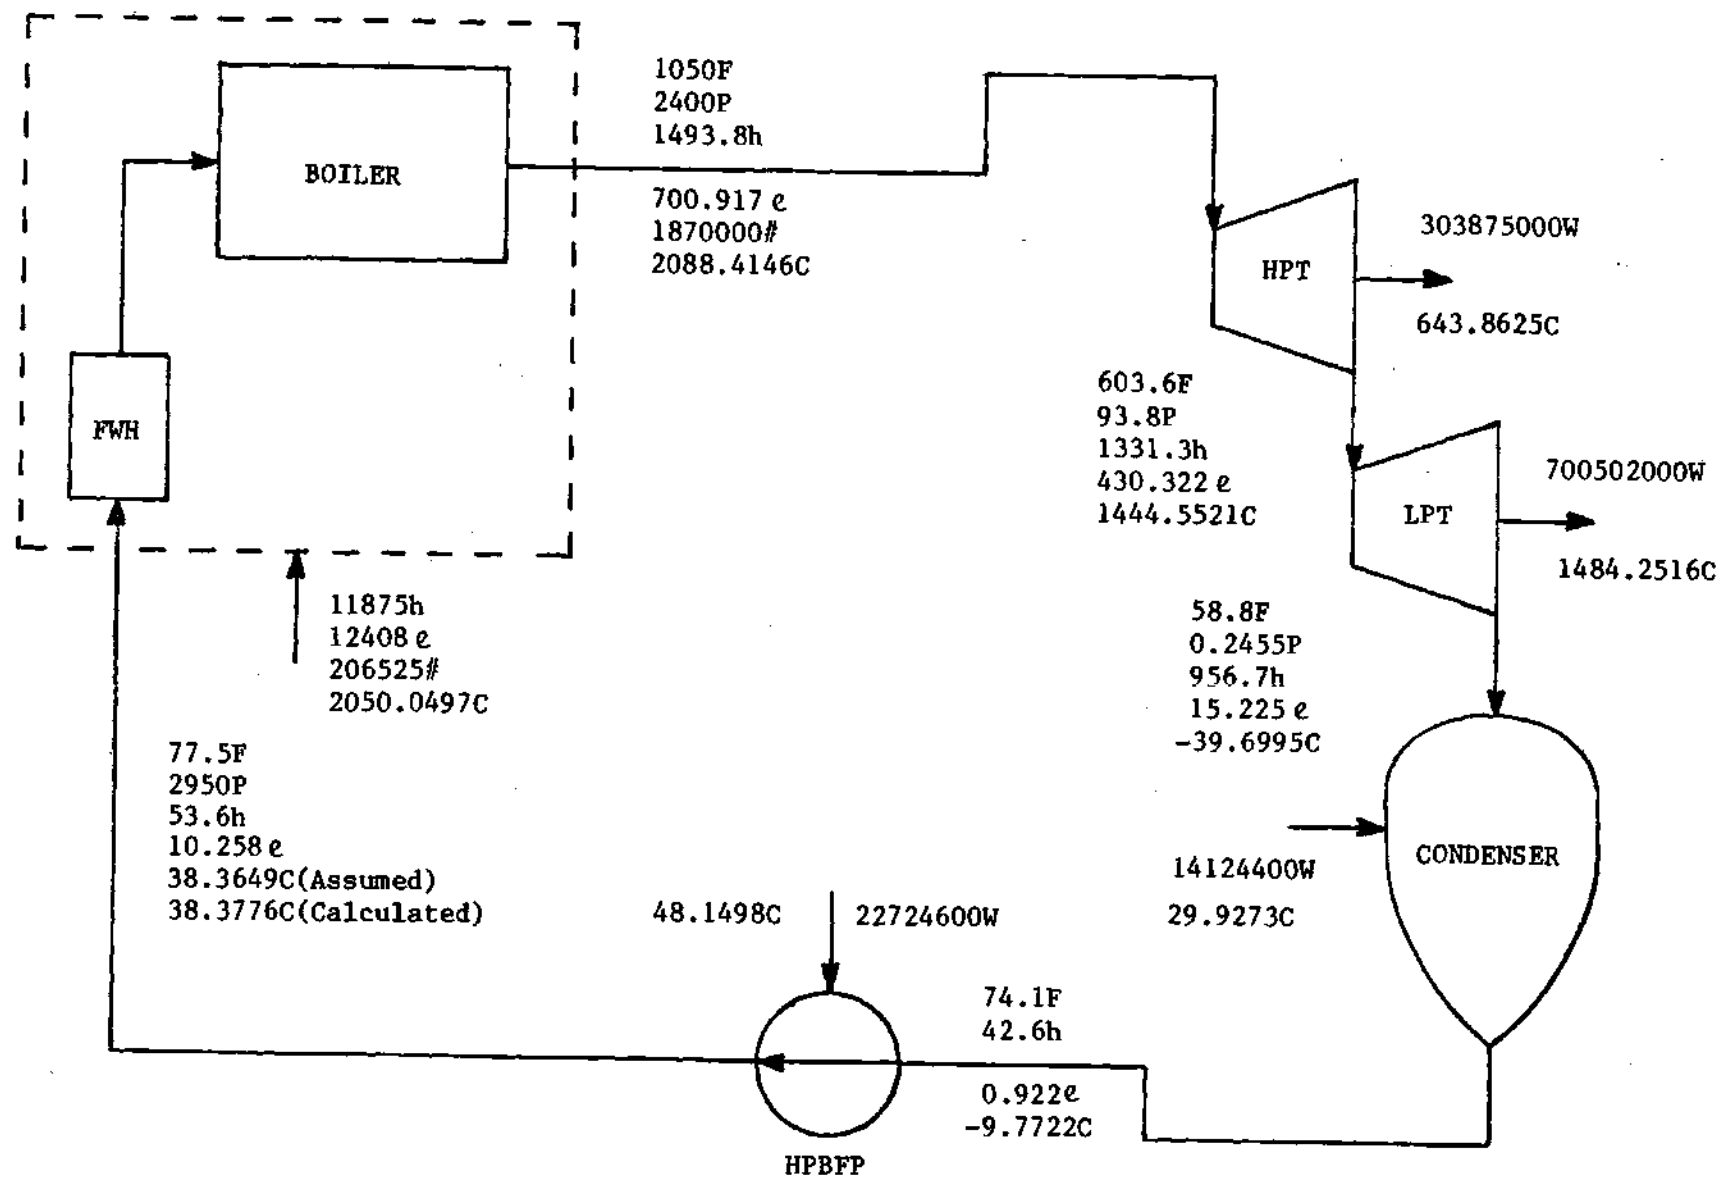 BOILER
FWH
1050F
2400P
1493.8h
700.917 e
1870000#
2088.4146C
HPT
303875000W
643.8625C
603.6F
93.8P
1331.3h
430.322 e
1444.5521C
LPT
700502000W
1484.2516C
58.8F
0.2455P
956.7h
15.225 e
-39.6995C
CONDENSER
14124400W
29.9273C
74.1F
42.6h
0.922e
-9.7722C
48.1498C
22724600W
HPBFP
77.5F
2950P
53.6h
10.258 e
38.3649C(Assumed)
38.3776C(Calculated)
11875h
12408 e
206525#
2050.0497C